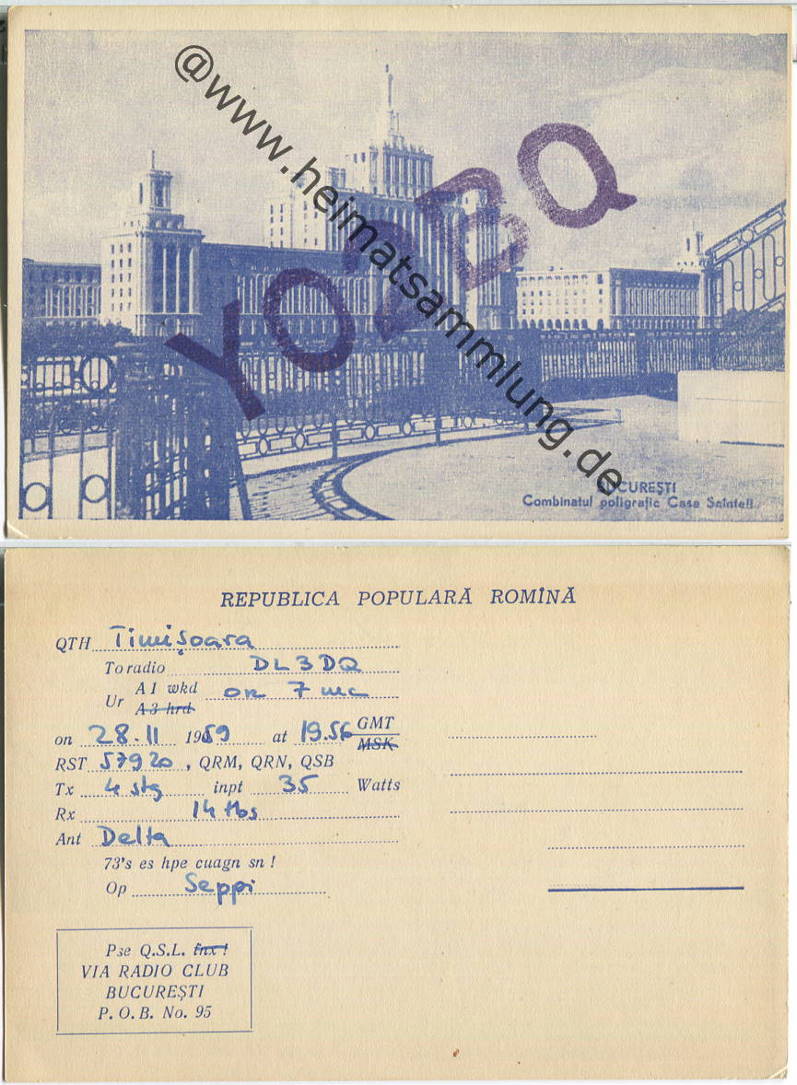 @www.heimatsammlung.de
YO2BQ
BUCUREȘTI
Combinatul poligrafic Casa Scînteii
REPUBLICA POPULARĂ ROMÎNĂ
QTH Timișoara
To radio DL3DQ
Ur A1 wkd on 7 mc
A3 hrd
on 28.II 1959 at 19.56 GMT
MSK
RST 57920, QRM, QRN, QSB
Tx 4 stg inpt 35 Watts
Rx 14 tbs
Ant Delta
73's es hpe cuagn sn!
Op Seppi
Pse Q.S.L. tnx!
VIA RADIO CLUB
BUCUREȘTI
P.O.B. No. 95